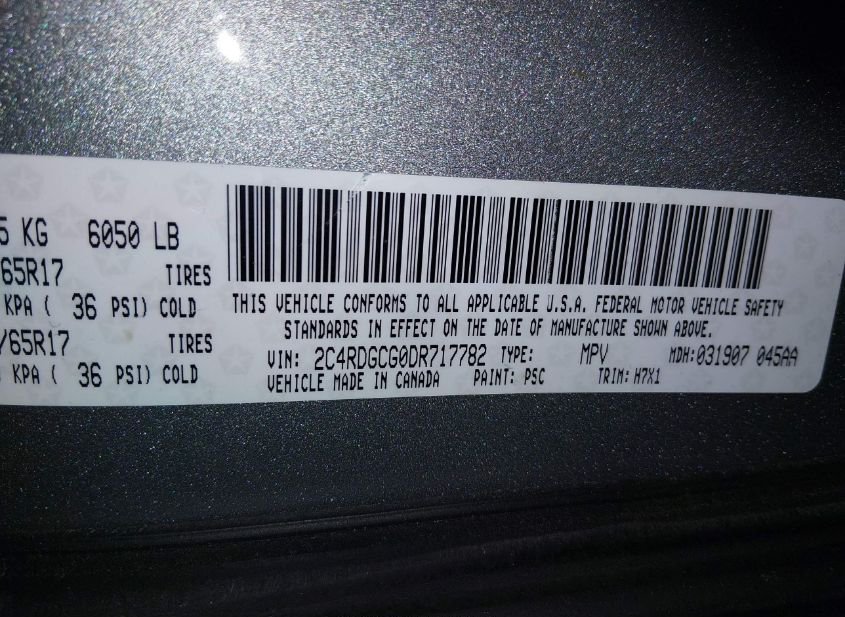 5 KG 6050 LB
65R17 TIRES
KPA ( 36 PSI) COLD
/65R17 TIRES
KPA ( 36 PSI) COLD
THIS VEHICLE CONFORMS TO ALL APPLICABLE U.S.A. FEDERAL MOTOR VEHICLE SAFETY
STANDARDS IN EFFECT ON THE DATE OF MANUFACTURE SHOWN ABOVE.
VIN: 2C4RDGCG0DR717782 TYPE: MPV MDH: 031907 045AA
VEHICLE MADE IN CANADA PAINT: PSC TRIM: H7X1